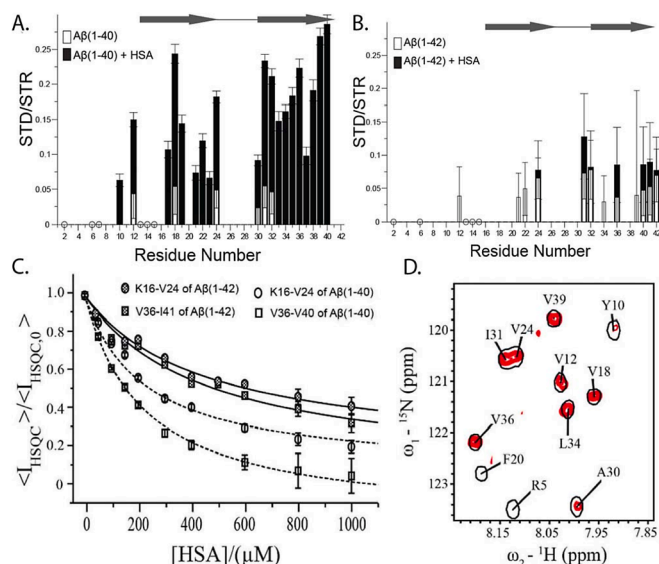 A.
Aβ(1-40)
Aβ(1-40) + HSA
STD/STR
0.25
0.2
0.15
0.1
0.05
0
2 4 6 8 10 12 14 16 18 20 22 24 26 28 30 32 34 36 38 40 42
Residue Number
B.
Aβ(1-42)
Aβ(1-42) + HSA
STD/STR
0.25
0.2
0.15
0.1
0.05
0
2 4 6 8 10 12 14 16 18 20 22 24 26 28 30 32 34 36 38 40 42
Residue Number
C.
K16-V24 of Aβ(1-42)
K16-V24 of Aβ(1-40)
V36-I41 of Aβ(1-42)
V36-V40 of Aβ(1-40)
<I HSQC >/<I HSQC,0 >
1.0
0.8
0.6
0.4
0.2
0
0 200 400 600 800 1000
[HSA]/(μM)
D.
V39
Y10
I31
V24
V12
V18
V36
L34
F20
R5
A30
120
121
122
123
ω1 - 15N (ppm)
8.15 8.05 7.95 7.85
ω2 - 1H (ppm)